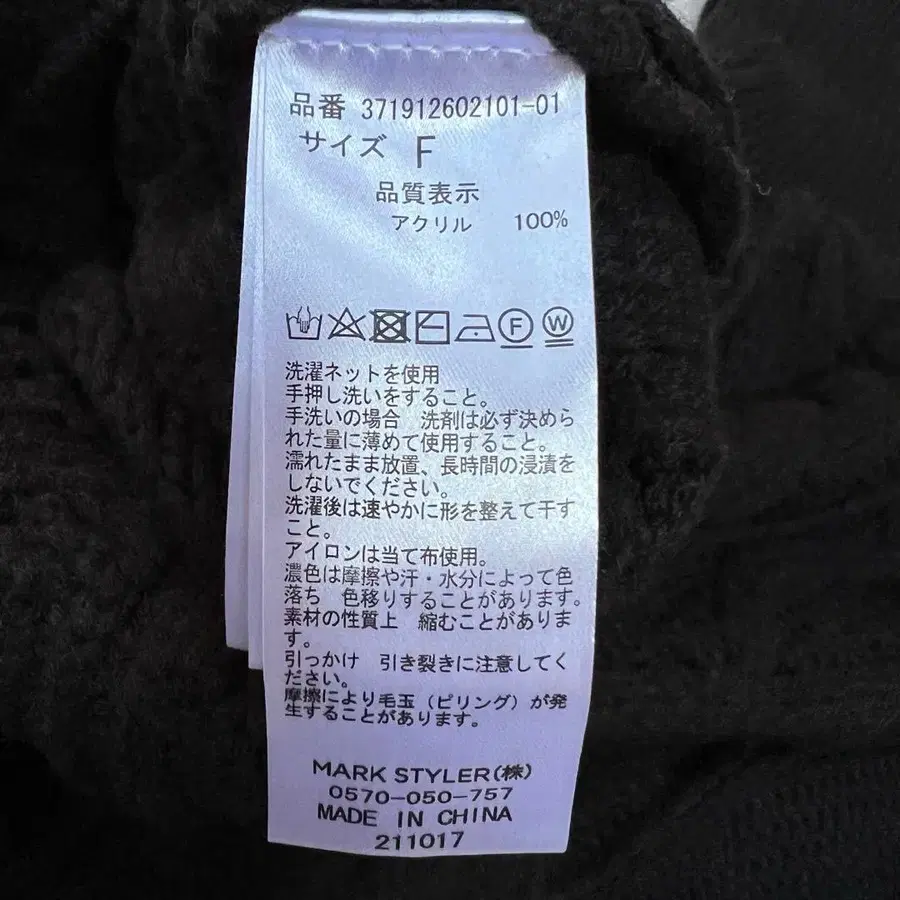 品番 371912602101-01
サイズ F
品質表示
アクリル 100%
F W
洗濯ネットを使用
手押し洗いをすること。
手洗いの場合 洗剤は必ず決めら
れた量に薄めて使用すること。
濡れたまま放置、長時間の浸漬を
しないでください。
洗濯後は速やかに形を整えて干す
こと。
アイロンは当て布使用。
濃色は摩擦や汗・水分によって色
落ち 色移りすることがあります。
素材の性質上 縮むことがありま
す。
引っかけ 引き裂きに注意してく
ださい。
摩擦により毛玉（ピリング）が発
生することがあります。
MARK STYLER(株)
0570-050-757
MADE IN CHINA
211017